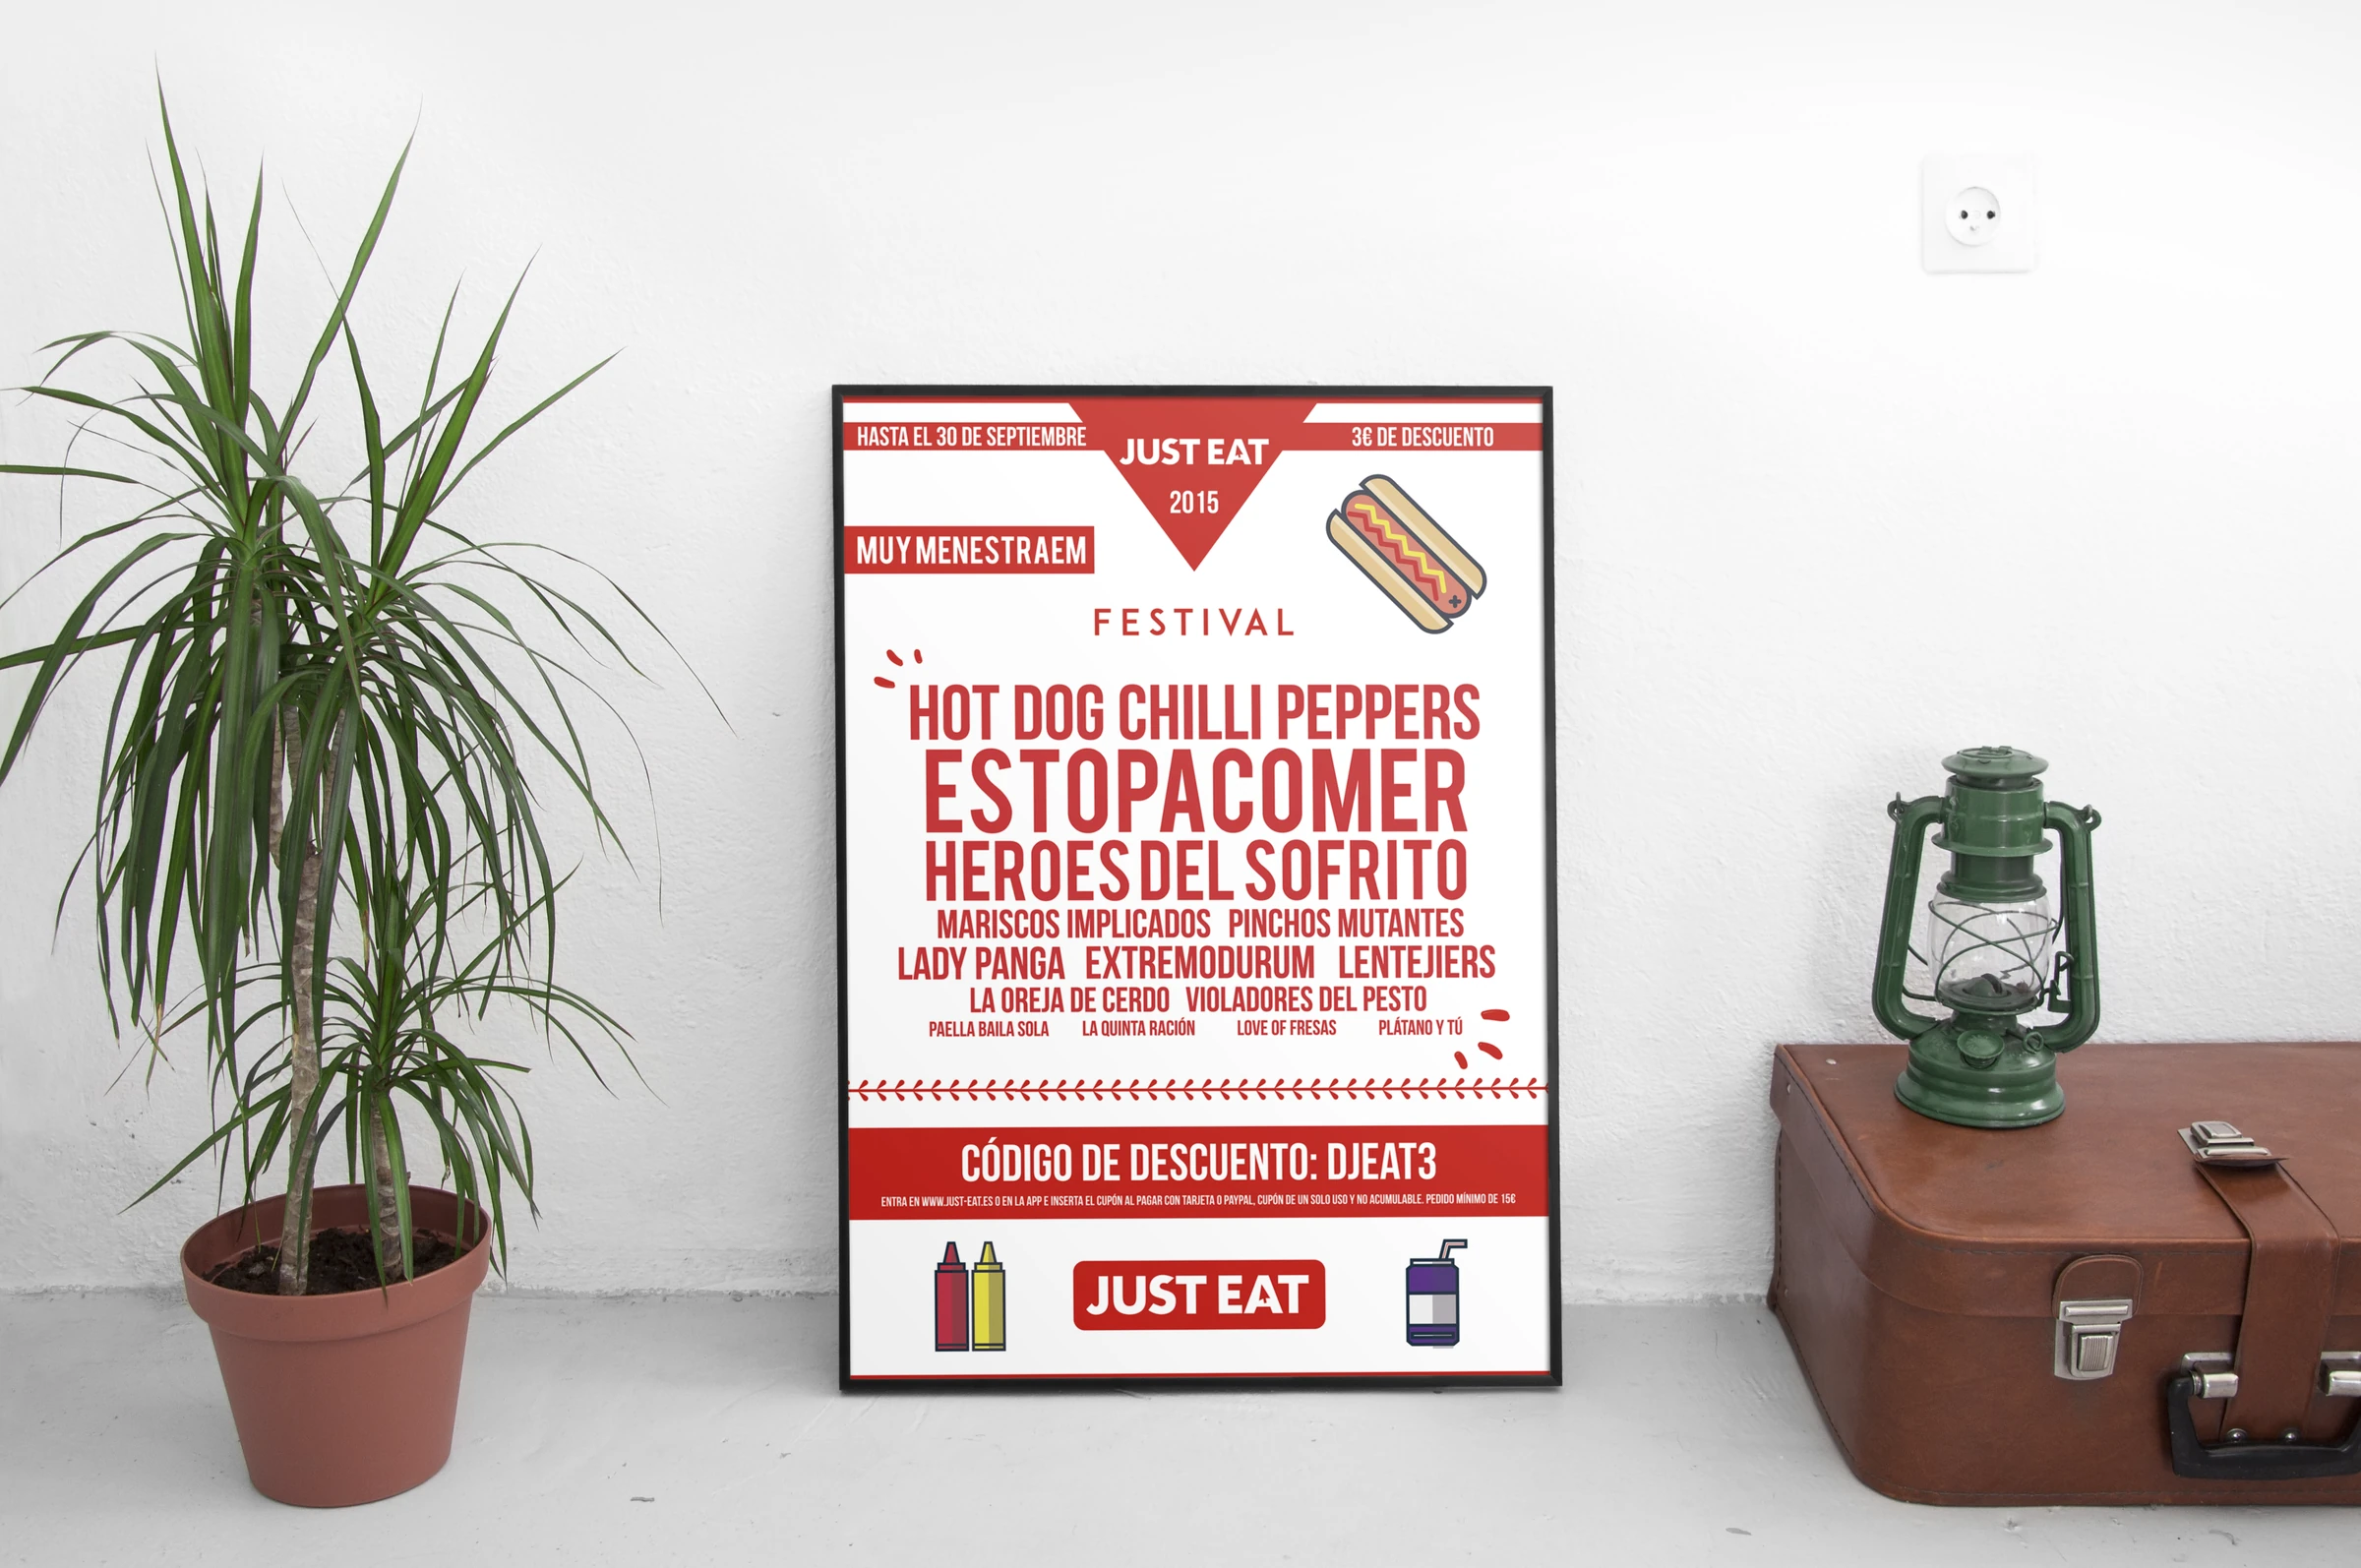 HASTA EL 30 DE SEPTIEMBRE
JUST EAT
3€ DE DESCUENTO
2015
MUY MENESTRAEM
FESTIVAL
HOT DOG CHILLI PEPPERS
ESTOPACOMER
HEROES DEL SOFRITO
MARISCOS IMPLICADOS PINCHOS MUTANTES
LADY PANGA EXTREMODURUM LENTEJIERS
LA OREJA DE CERDO VIOLADORES DEL PESTO
PAELLA BAILA SOLA LA QUINTA RACIÓN LOVE OF FRESAS PLÁTANO Y TÚ
CÓDIGO DE DESCUENTO: DJEAT3
ENTRA EN WWW.JUST-EAT.ES O EN LA APP E INSERTA EL CUPÓN AL PAGAR CON TARJETA O PAYPAL, CUPÓN DE UN SOLO USO Y NO ACUMULABLE. PEDIDO MÍNIMO DE 15€
JUST EAT